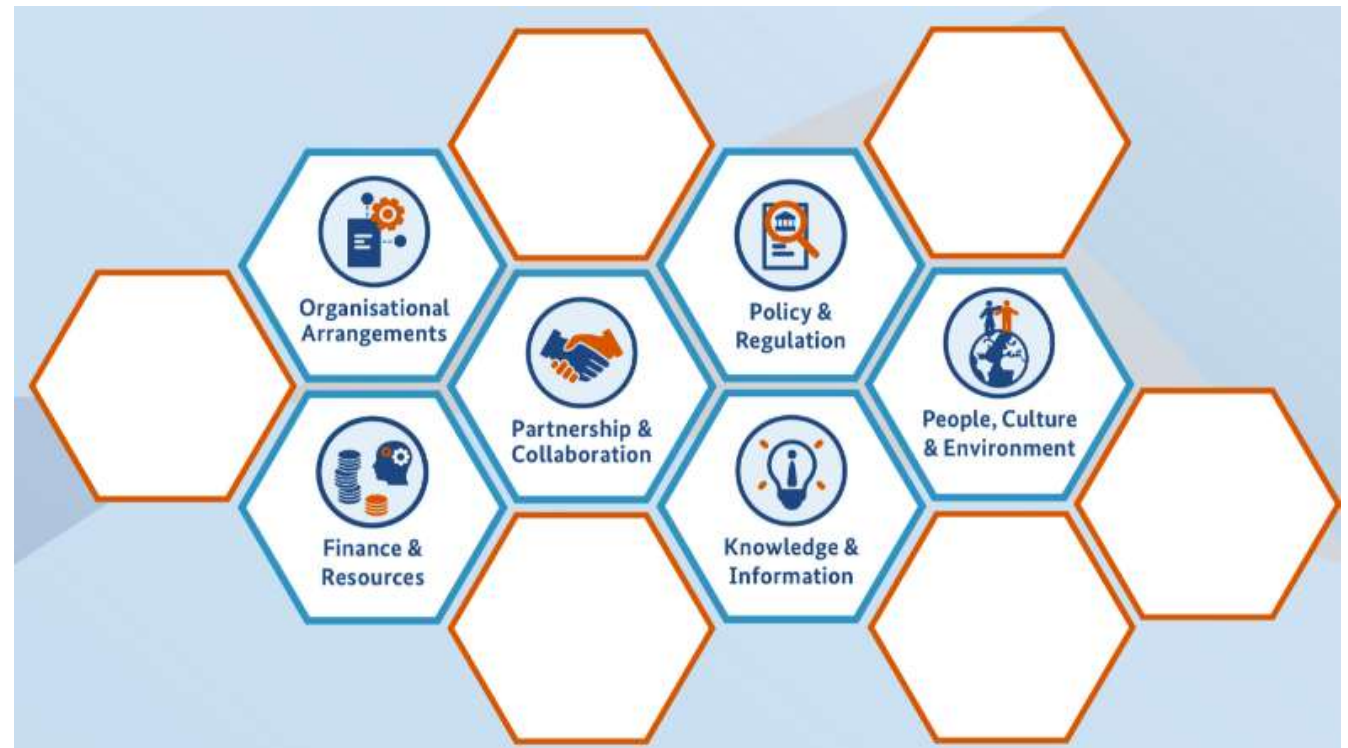 Organisational
Arrangements
Policy &
Regulation
Partnership &
Collaboration
People, Culture
& Environment
Finance &
Resources
Knowledge &
Information